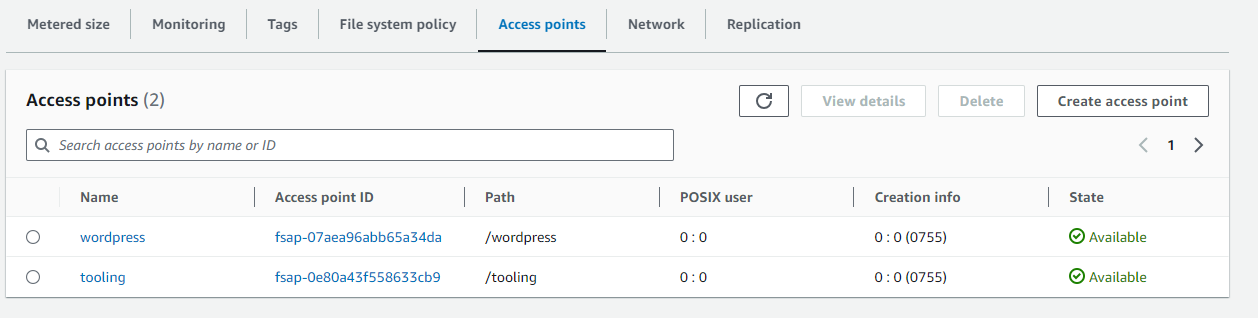 Metered size Monitoring Tags File system policy Access points Network Replication
Access points (2) View details Delete Create access point
Search access points by name or ID 1
Name Access point ID Path POSIX user Creation info State
wordpress fsap-07aea96abb65a34da /wordpress 0 : 0 0 : 0 (0755) Available
tooling fsap-0e80a43f558633cb9 /tooling 0 : 0 0 : 0 (0755) Available